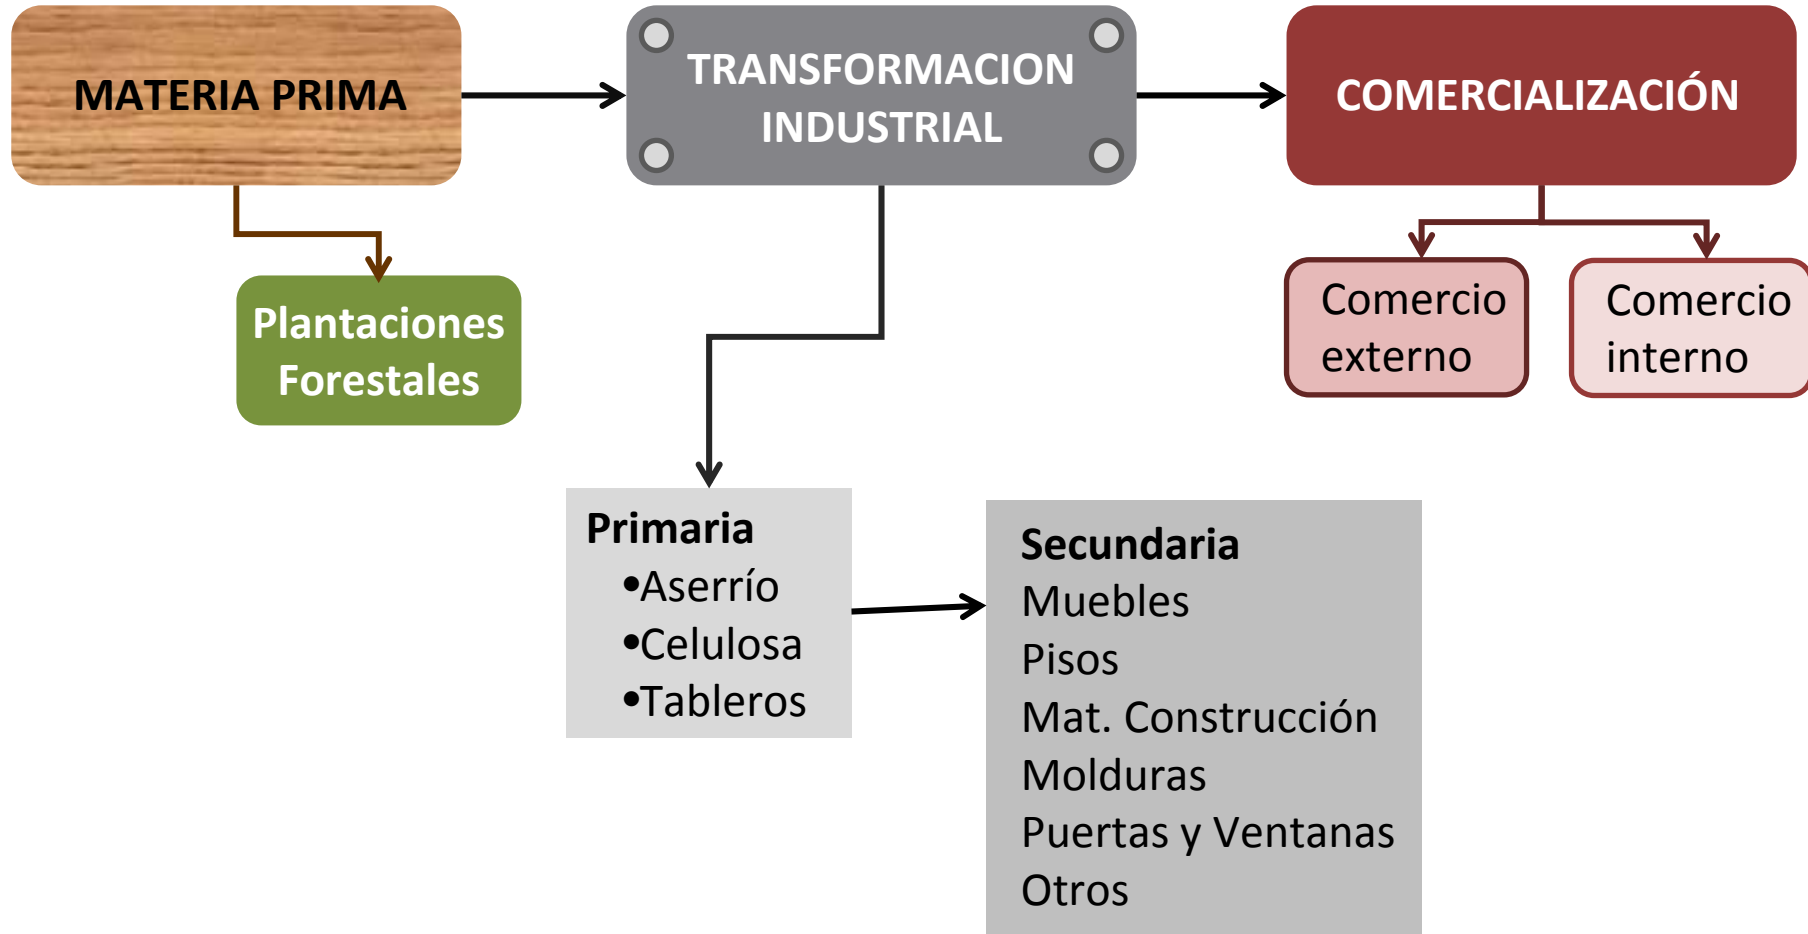 MATERIA PRIMA
TRANSFORMACION
INDUSTRIAL
COMERCIALIZACIÓN
Plantaciones
Forestales
Comercio
externo
Comercio
interno
Primaria
•Aserrío
•Celulosa
•Tableros
Secundaria
Muebles
Pisos
Mat. Construcción
Molduras
Puertas y Ventanas
Otros